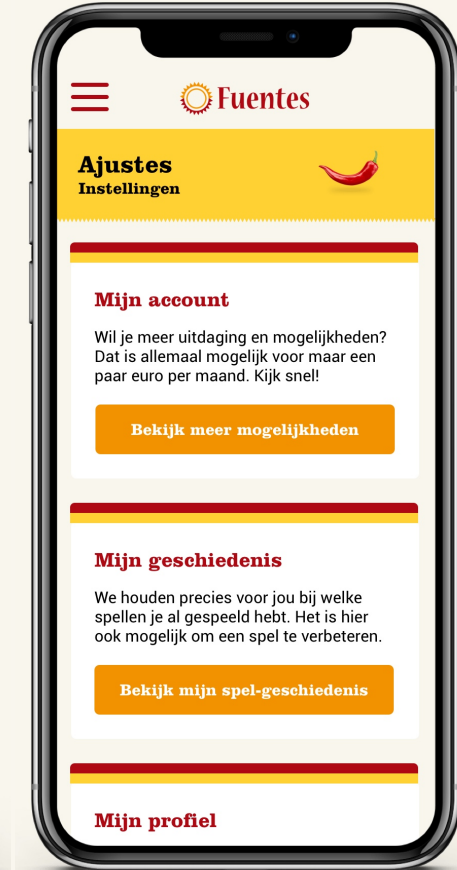 Fuentes
Ajustes
Instellingen
Mijn account
Wil je meer uitdaging en mogelijkheden?
Dat is allemaal mogelijk voor maar een
paar euro per maand. Kijk snel!
Bekijk meer mogelijkheden
Mijn geschiedenis
We houden precies voor jou bij welke
spellen je al gespeeld hebt. Het is hier
ook mogelijk om een spel te verbeteren.
Bekijk mijn spel-geschiedenis
Mijn profiel